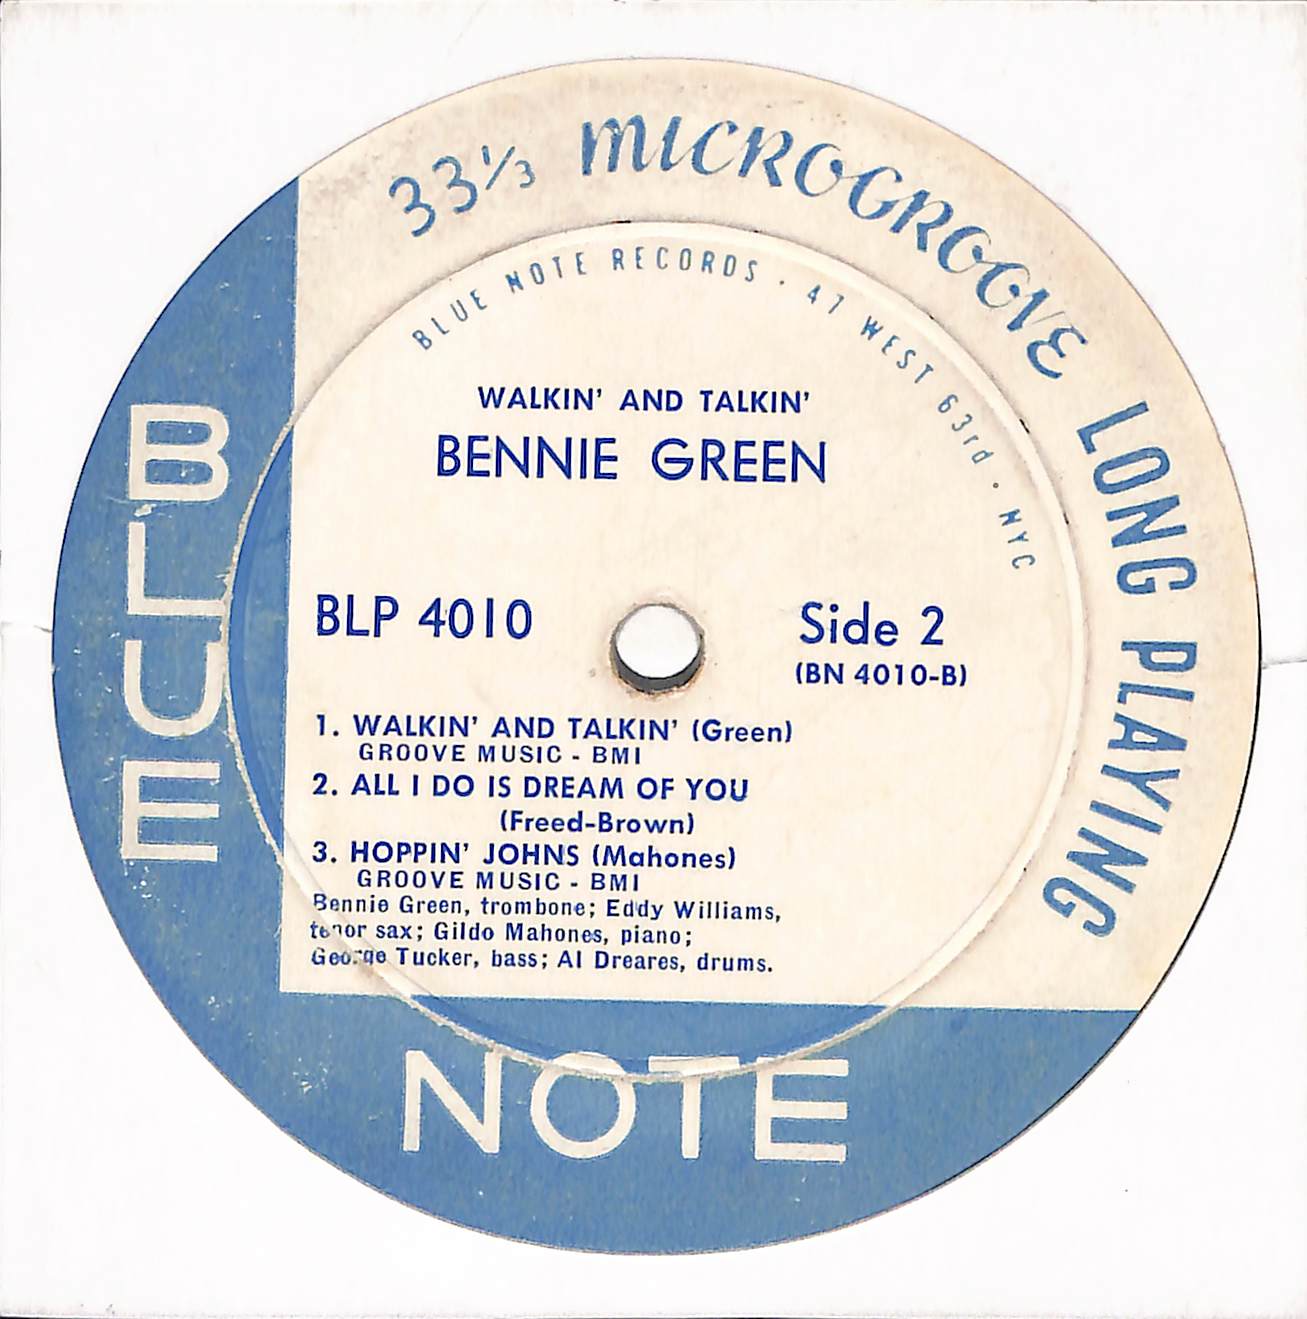 33⅓ MICROGROOVE LONG PLAYING
BLUE NOTE RECORDS · 47 WEST 63rd · NYC
WALKIN' AND TALKIN'
BENNIE GREEN
BLP 4010
Side 2
(BN 4010-B)
1. WALKIN' AND TALKIN' (Green)
GROOVE MUSIC - BMI
2. ALL I DO IS DREAM OF YOU
(Freed-Brown)
3. HOPPIN' JOHNS (Mahones)
GROOVE MUSIC - BMI
Bennie Green, trombone; Eddy Williams,
tenor sax; Gildo Mahones, piano;
George Tucker, bass; Al Dreares, drums.
BLUE
NOTE